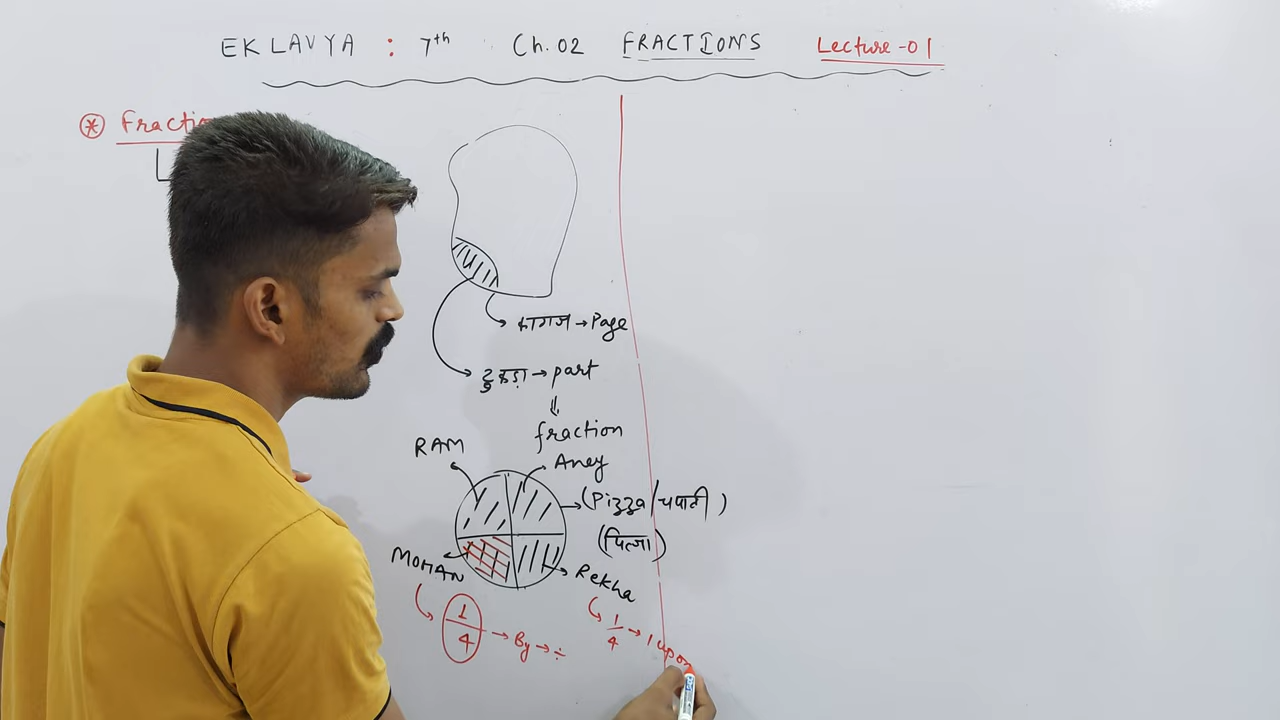 EKLAVYA : 7th Ch.02 FRACTIONS Lecture-01
* Fractio
कागज → Page
टुकड़ा → part
⇓
fraction
RAM
Aney
(Pizza/चपाती)
(पित्जा)
MOHAN
Rekha
1/4 → By → ÷
1/4 → 1 upon